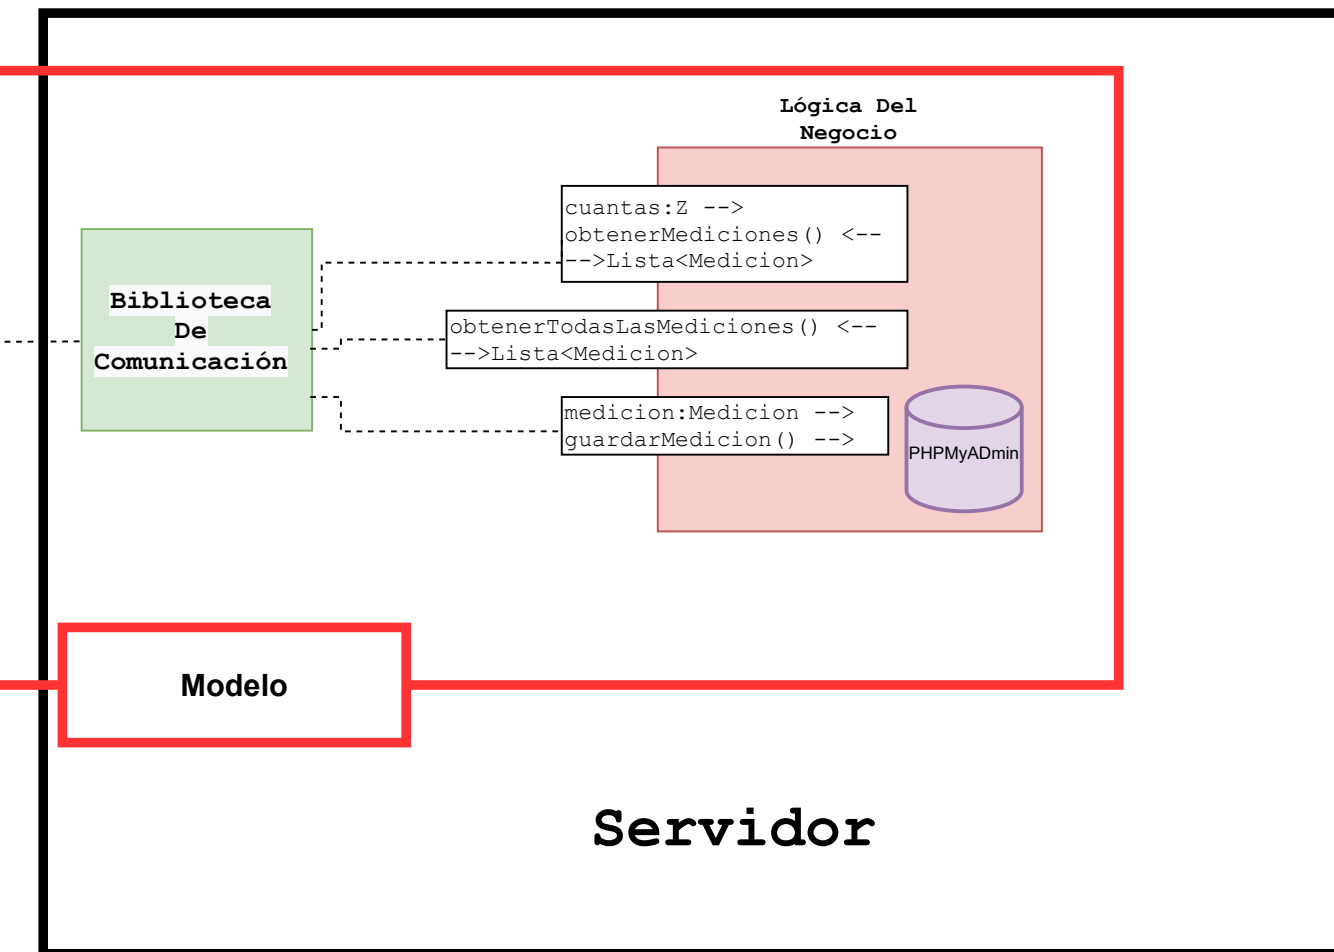 Lógica Del
Negocio
cuantas:Z -->
obtenerMediciones() <--
-->Lista<Medicion>
Biblioteca
De
Comunicación
obtenerTodasLasMediciones() <--
-->Lista<Medicion>
medicion:Medicion -->
guardarMedicion() -->
PHPMyADmin
Modelo
Servidor